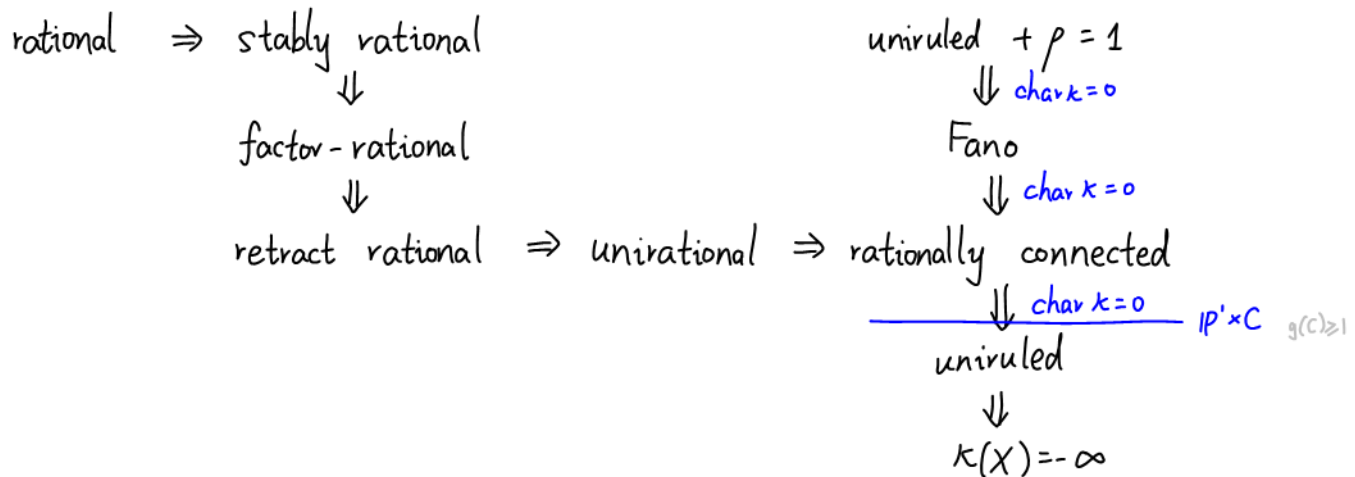 rational ⇒ stably rational
uniruled + ρ = 1
⇓
⇓ char k = 0
factor-rational
Fano
⇓
⇓ char k = 0
retract rational ⇒ unirational ⇒ rationally connected
⇓ char k = 0
ℙ¹×C g(C)≥1
uniruled
⇓
κ(X) = -∞